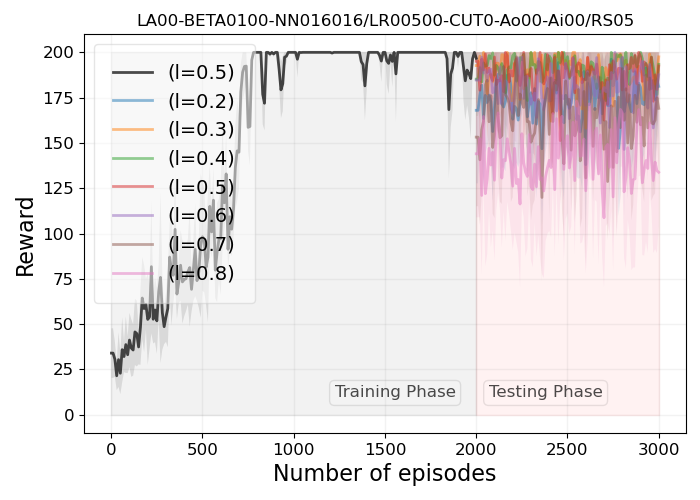 LA00-BETA0100-NN016016/LR00500-CUT0-Ao00-Ai00/RS05
200
175
150
125
100
75
50
25
0
Reward
(l=0.5)
(l=0.2)
(l=0.3)
(l=0.4)
(l=0.5)
(l=0.6)
(l=0.7)
(l=0.8)
Training Phase
Testing Phase
0
500
1000
1500
2000
2500
3000
Number of episodes